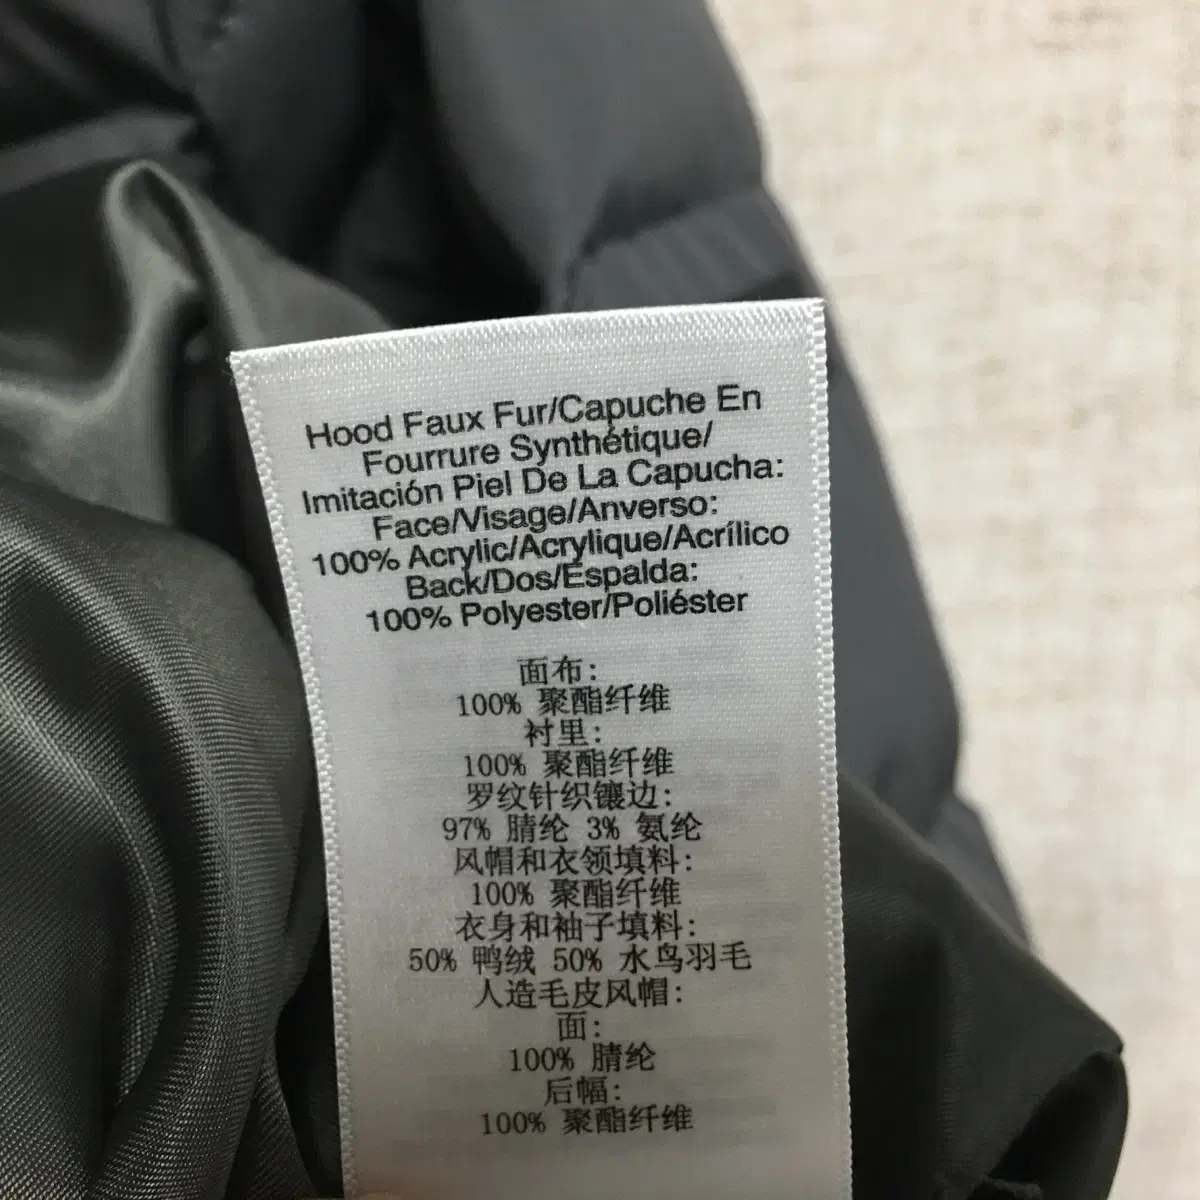 Hood Faux Fur/Capuche En
Fourrure Synthétique/
Imitación Piel De La Capucha:
Face/Visage/Anverso:
100% Acrylic/Acrylique/Acrílico
Back/Dos/Espalda:
100% Polyester/Poliéster
面布:
100% 聚酯纤维
衬里:
100% 聚酯纤维
罗纹针织镶边:
97% 腈纶 3% 氨纶
风帽和衣领填料:
100% 聚酯纤维
衣身和袖子填料:
50% 鸭绒 50% 水鸟羽毛
人造毛皮风帽:
面:
100% 腈纶
后幅:
100% 聚酯纤维